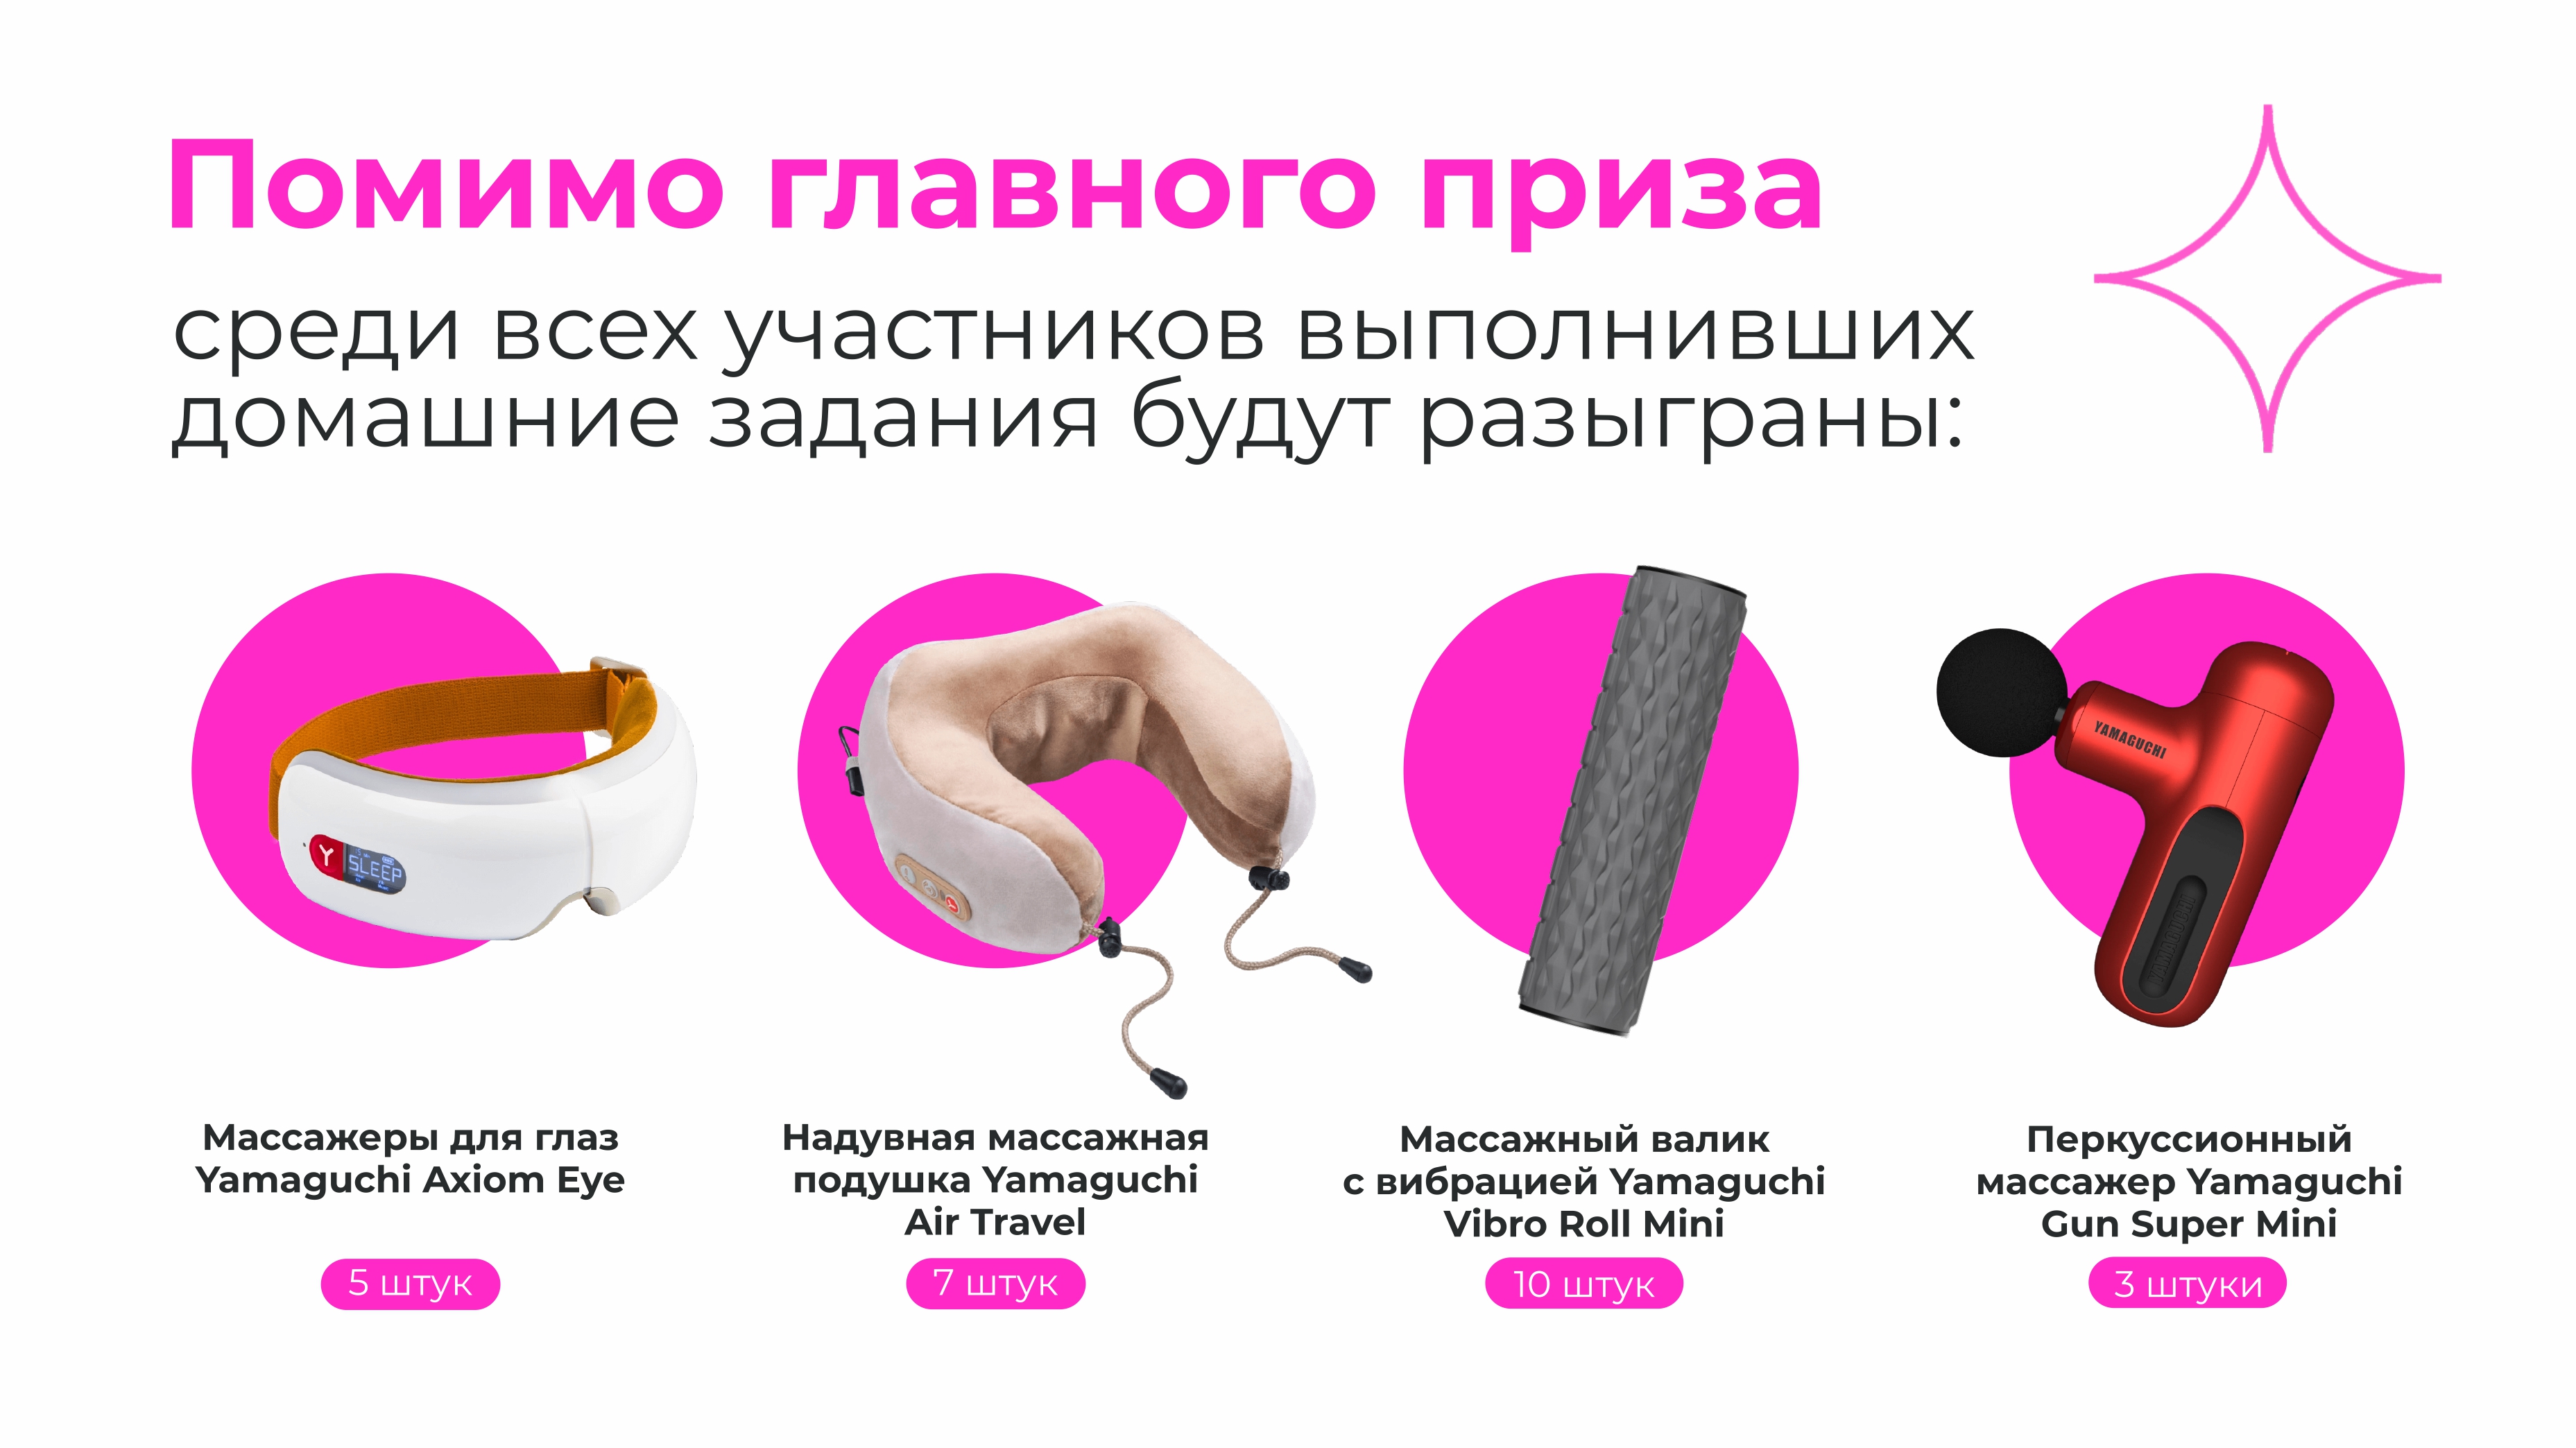 Помимо главного приза
среди всех участников выполнивших
домашние задания будут разыграны:
Y SLEEP
YAMAGUCHI
YAMAGUCHI
Массажеры для глаз
Yamaguchi Axiom Eye
5 штук
Надувная массажная
подушка Yamaguchi
Air Travel
7 штук
Массажный валик
с вибрацией Yamaguchi
Vibro Roll Mini
10 штук
Перкуссионный
массажер Yamaguchi
Gun Super Mini
3 штуки